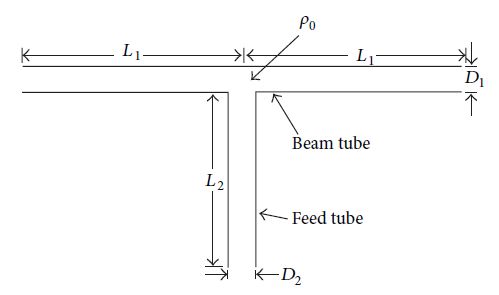 ρ₀
L₁
L₁
D₁
Beam tube
L₂
Feed tube
D₂